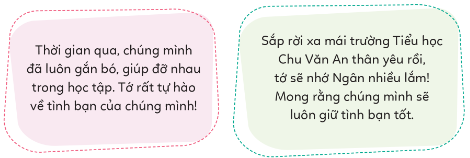 Thời gian qua, chúng mình
đã luôn gắn bó, giúp đỡ nhau
trong học tập. Tớ rất tự hào
về tình bạn của chúng mình!
Sắp rời xa mái trường Tiểu học
Chu Văn An thân yêu rồi,
tớ sẽ nhớ Ngân nhiều lắm!
Mong rằng chúng mình sẽ
luôn giữ tình bạn tốt.